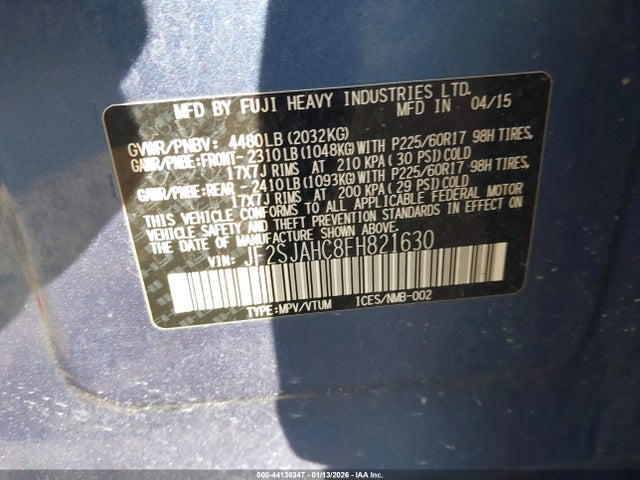 MFD BY FUJI HEAVY INDUSTRIES LTD.
MFD IN 04/15
GVWR/PNBV: 4480LB(2032KG)
GAWR/PNBE:FRONT- 2310LB(1048KG)WITH P225/60R17 98H TIRES,
17X7J RIMS AT 210 KPA(30 PSI)COLD
GAWR/PNBE:REAR - 2410LB(1093KG)WITH P225/60R17 98H TIRES,
17X7J RIMS AT 200 KPA(29 PSI)COLD
THIS VEHICLE CONFORMS TO ALL APPLICABLE FEDERAL MOTOR
VEHICLE SAFETY AND THEFT PREVENTION STANDARDS IN EFFECT
ON THE DATE OF MANUFACTURE SHOWN ABOVE.
VIN: JF2SJAHC8FH821630
TYPE:MPV/VTUM ICES/NMB-002
000-44136347 - 01/13/2026 - IAA Inc.